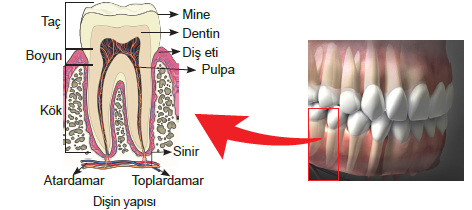 Taç
Boyun
Kök
Mine
Dentin
Diş eti
Pulpa
Sinir
Atardamar
Toplardamar
Dişin yapısı